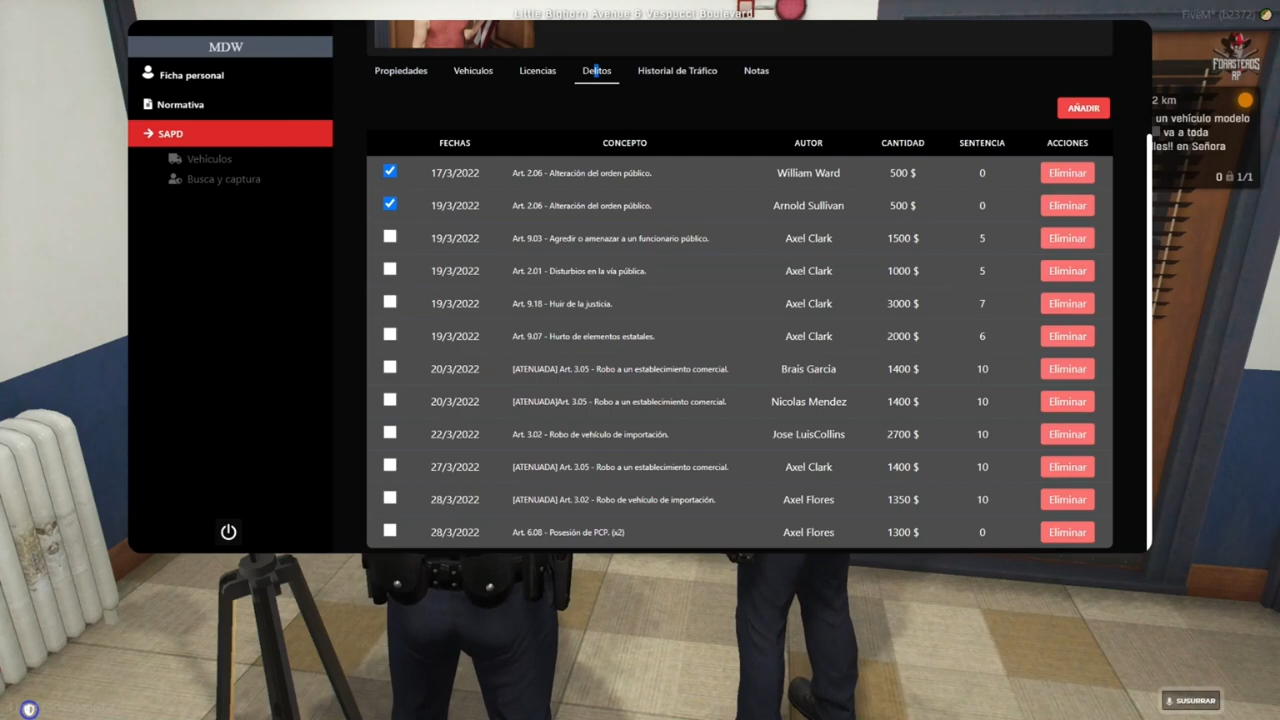 Little Bighorn Avenue & Vespucci Boulevard
FiveM* (b2372)
FORASTEROS
RP
2 km
un vehículo modelo
va a toda
les!! en Señora
0 1/1
MDW
Ficha personal
Normativa
SAPD
Vehículos
Busca y captura
Propiedades Vehiculos Licencias Delitos Historial de Tráfico Notas
AÑADIR
FECHAS CONCEPTO AUTOR CANTIDAD SENTENCIA ACCIONES
17/3/2022 Art. 2.06 - Alteración del orden público. William Ward 500 $ 0 Eliminar
19/3/2022 Art. 2.06 - Alteración del orden público. Arnold Sullivan 500 $ 0 Eliminar
19/3/2022 Art. 9.03 - Agredir o amenazar a un funcionario público. Axel Clark 1500 $ 5 Eliminar
19/3/2022 Art. 2.01 - Disturbios en la vía pública. Axel Clark 1000 $ 5 Eliminar
19/3/2022 Art. 9.18 - Huir de la justicia. Axel Clark 3000 $ 7 Eliminar
19/3/2022 Art. 9.07 - Hurto de elementos estatales. Axel Clark 2000 $ 6 Eliminar
20/3/2022 [ATENUADA] Art. 3.05 - Robo a un establecimiento comercial. Brais Garcia 1400 $ 10 Eliminar
20/3/2022 [ATENUADA]Art. 3.05 - Robo a un establecimiento comercial. Nicolas Mendez 1400 $ 10 Eliminar
22/3/2022 Art. 3.02 - Robo de vehículo de importación. Jose LuisCollins 2700 $ 10 Eliminar
27/3/2022 [ATENUADA] Art. 3.05 - Robo a un establecimiento comercial. Axel Clark 1400 $ 10 Eliminar
28/3/2022 [ATENUADA] Art. 3.02 - Robo de vehículo de importación. Axel Flores 1350 $ 10 Eliminar
28/3/2022 Art. 6.08 - Posesión de PCP. (x2) Axel Flores 1300 $ 0 Eliminar
SUSURRAR